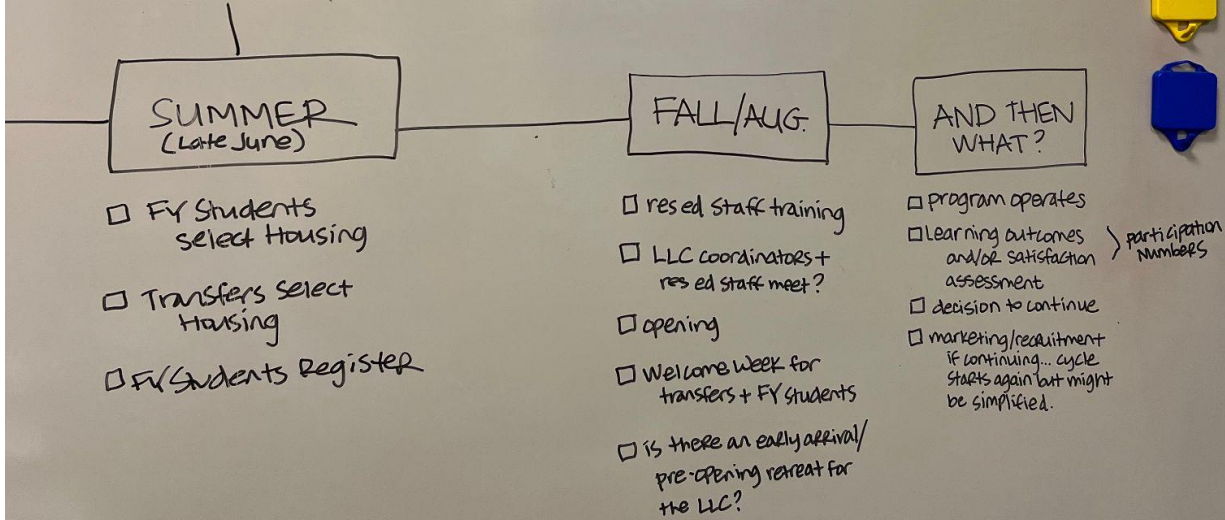 SUMMER
(Late June)
FY Students
select Housing
Transfers select
Housing
FY Students Register
FALL/AUG.
res ed staff training
LLC coordinators +
res ed staff meet?
opening
Welcome Week for
transfers + FY students
is there an early arrival/
pre-opening retreat for
the LLC?
AND THEN
WHAT?
program operates
Learning outcomes
and/or satisfaction
assessment
participation
numbers
decision to continue
marketing/recruitment
if continuing... cycle
starts again but might
be simplified.